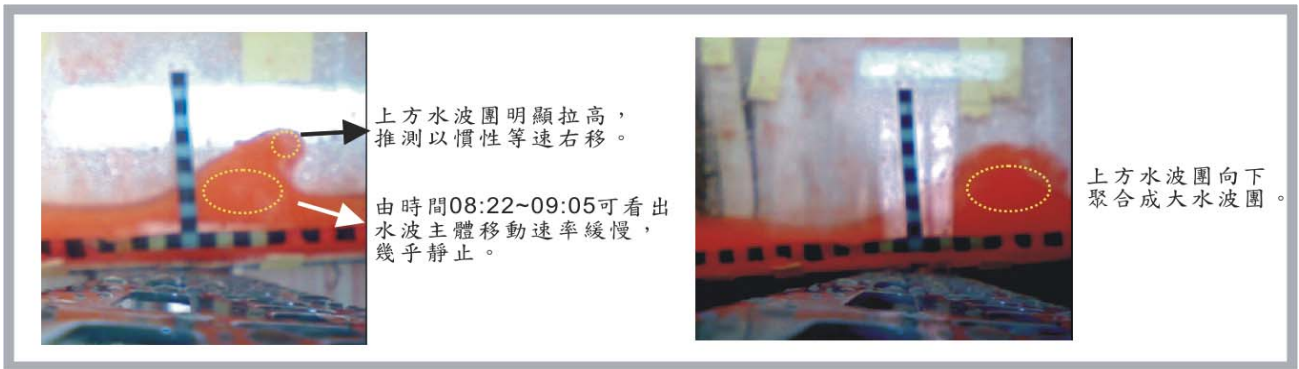 上方水波團明顯拉高，
推測以慣性等速右移。
由時間08:22~09:05可看出
水波主體移動速率緩慢，
幾乎靜止。
上方水波團向下
聚合成大水波團。